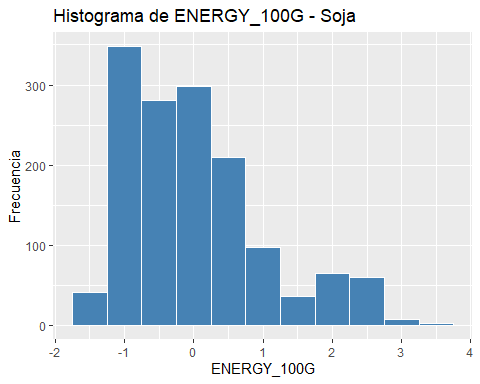 Histograma de ENERGY_100G - Soja
Frecuencia
300
200
100
0
-2 -1 0 1 2 3 4
ENERGY_100G